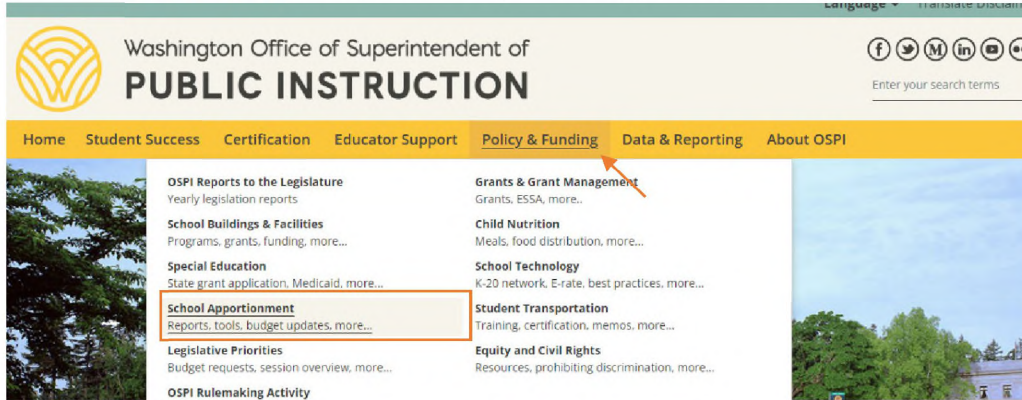 Language
Translate Disclaim
Washington Office of Superintendent of
PUBLIC INSTRUCTION
Enter your search terms
Home Student Success Certification Educator Support Policy & Funding Data & Reporting About OSPI
OSPI Reports to the Legislature
Yearly legislation reports
School Buildings & Facilities
Programs, grants, funding, more...
Special Education
State grant application, Medicaid, more...
School Apportionment
Reports, tools, budget updates, more...
Legislative Priorities
Budget requests, session overview, more...
OSPI Rulemaking Activity
Grants & Grant Management
Grants, ESSA, more..
Child Nutrition
Meals, food distribution, more...
School Technology
K-20 network, E-rate, best practices, more...
Student Transportation
Training, certification, memos, more...
Equity and Civil Rights
Resources, prohibiting discrimination, more...